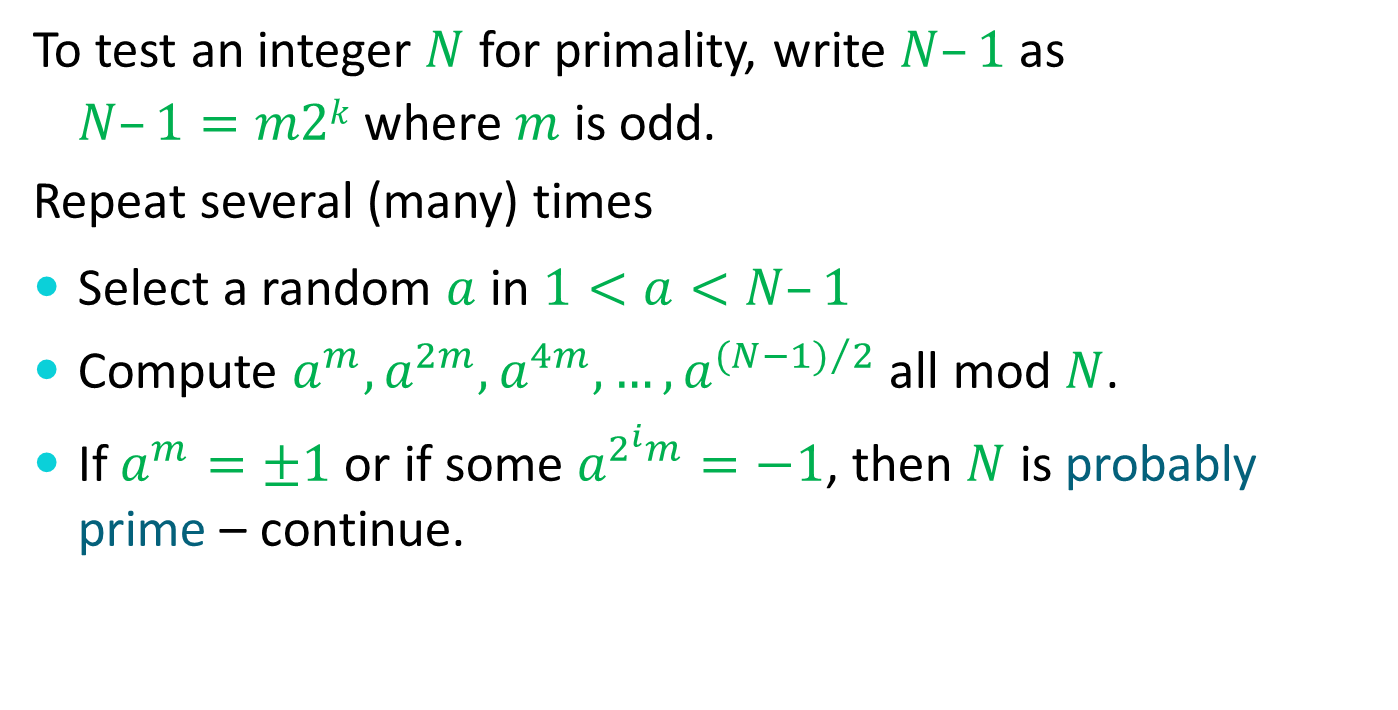 To test an integer N for primality, write N– 1 as
N– 1 = m2^k where m is odd.
Repeat several (many) times
• Select a random a in 1 < a < N– 1
• Compute a^m, a^{2m}, a^{4m}, …, a^{(N−1)/2} all mod N.
• If a^m = ±1 or if some a^{2^i m} = −1, then N is probably
prime – continue.